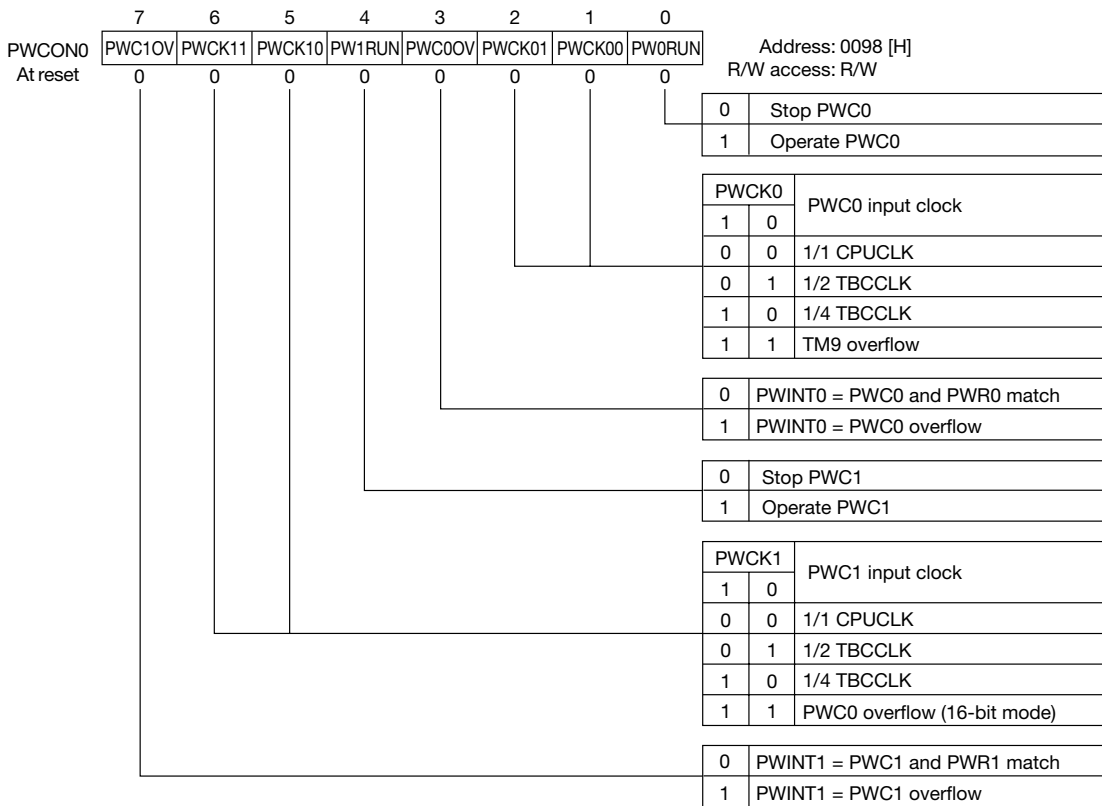 7 6 5 4 3 2 1 0
PWCON0 PWC1OV PWCK11 PWCK10 PW1RUN PWC0OV PWCK01 PWCK00 PW0RUN Address: 0098 [H]
At reset 0 0 0 0 0 0 0 0 R/W access: R/W
0 Stop PWC0
1 Operate PWC0
PWCK0 PWC0 input clock
1 0
0 0 1/1 CPUCLK
0 1 1/2 TBCCLK
1 0 1/4 TBCCLK
1 1 TM9 overflow
0 PWINT0 = PWC0 and PWR0 match
1 PWINT0 = PWC0 overflow
0 Stop PWC1
1 Operate PWC1
PWCK1 PWC1 input clock
1 0
0 0 1/1 CPUCLK
0 1 1/2 TBCCLK
1 0 1/4 TBCCLK
1 1 PWC0 overflow (16-bit mode)
0 PWINT1 = PWC1 and PWR1 match
1 PWINT1 = PWC1 overflow